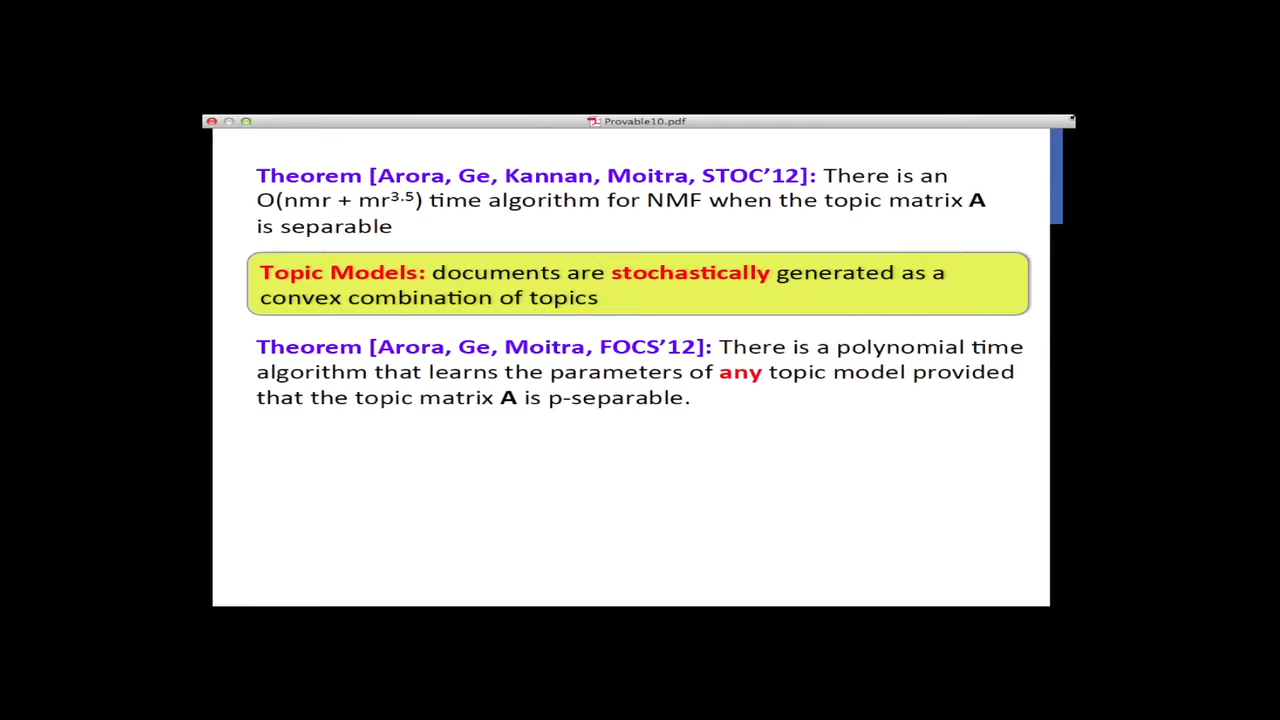 Provable10.pdf
Theorem [Arora, Ge, Kannan, Moitra, STOC’12]: There is an
O(nmr + mr³·⁵) time algorithm for NMF when the topic matrix A
is separable
Topic Models: documents are stochastically generated as a
convex combination of topics
Theorem [Arora, Ge, Moitra, FOCS’12]: There is a polynomial time
algorithm that learns the parameters of any topic model provided
that the topic matrix A is p-separable.